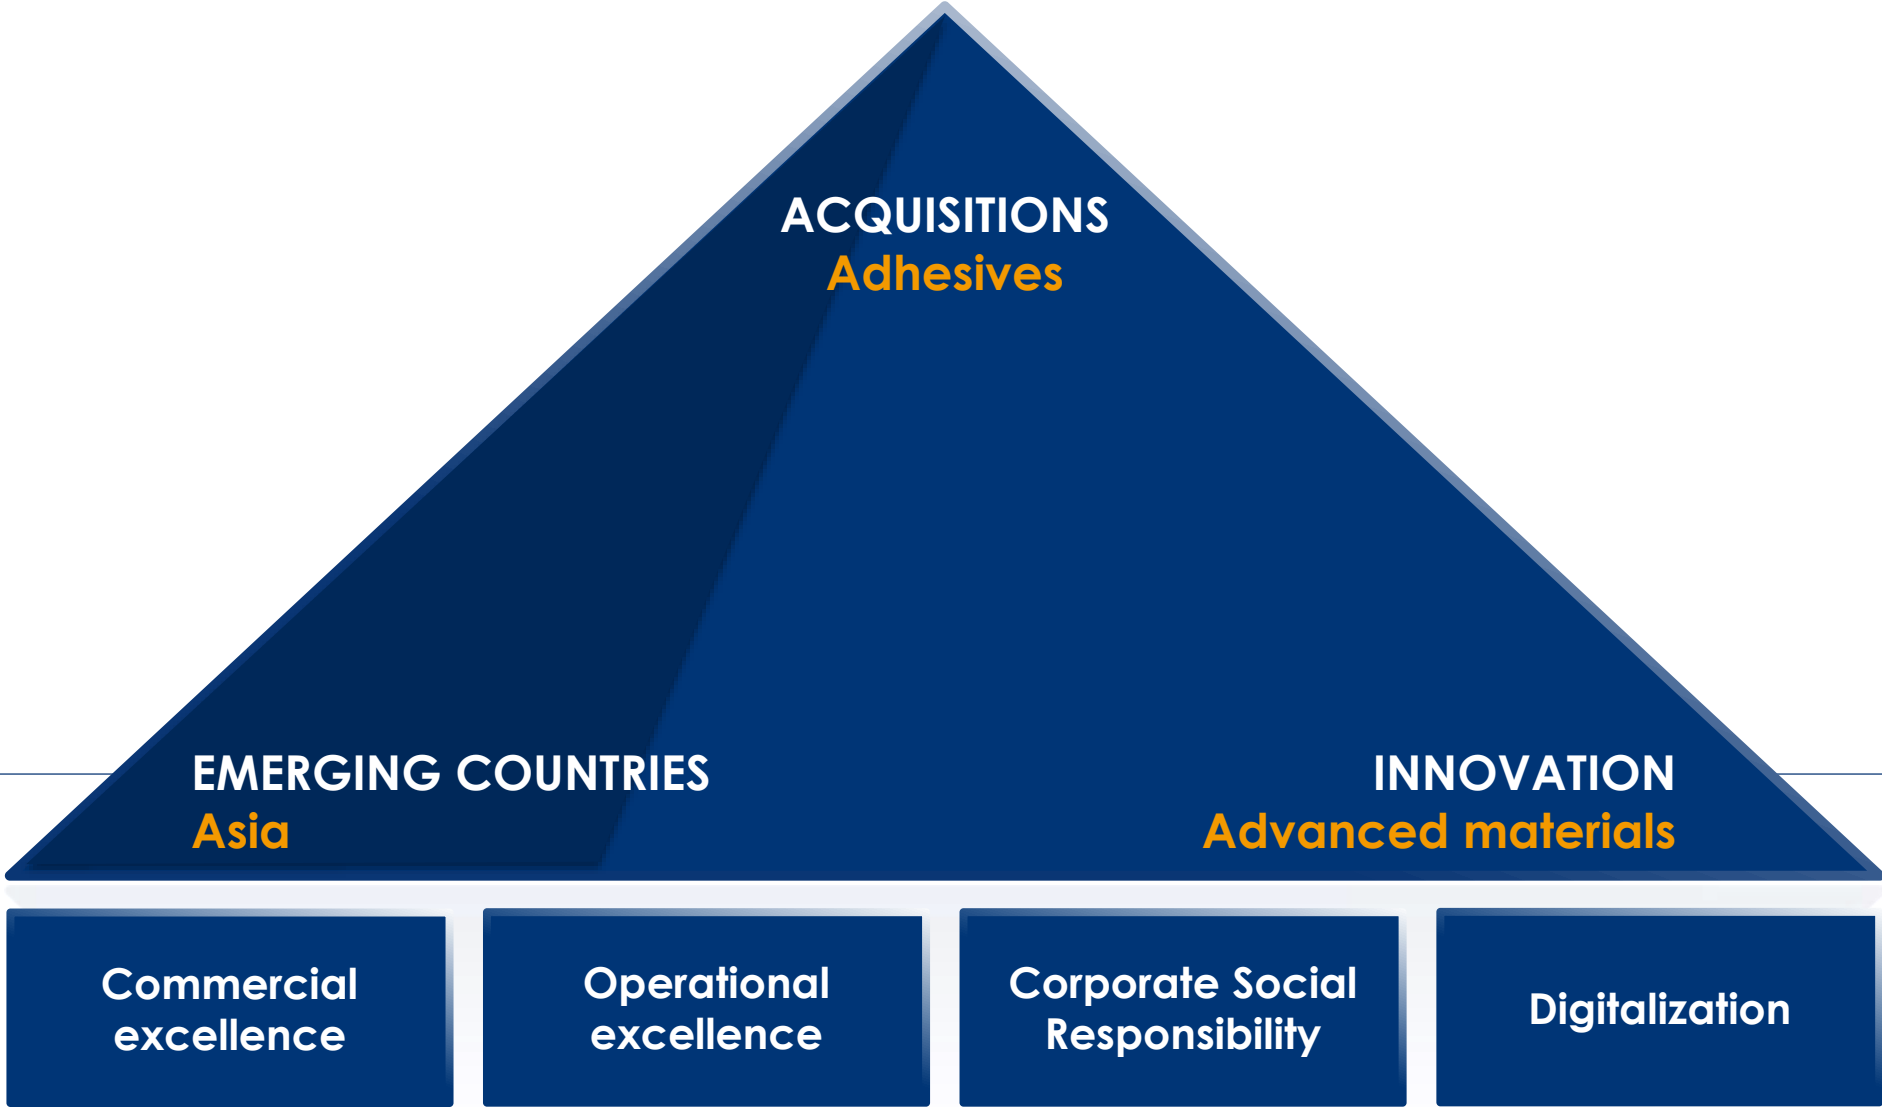 ACQUISITIONS
Adhesives
EMERGING COUNTRIES
Asia
INNOVATION
Advanced materials
Commercial
excellence
Operational
excellence
Corporate Social
Responsibility
Digitalization